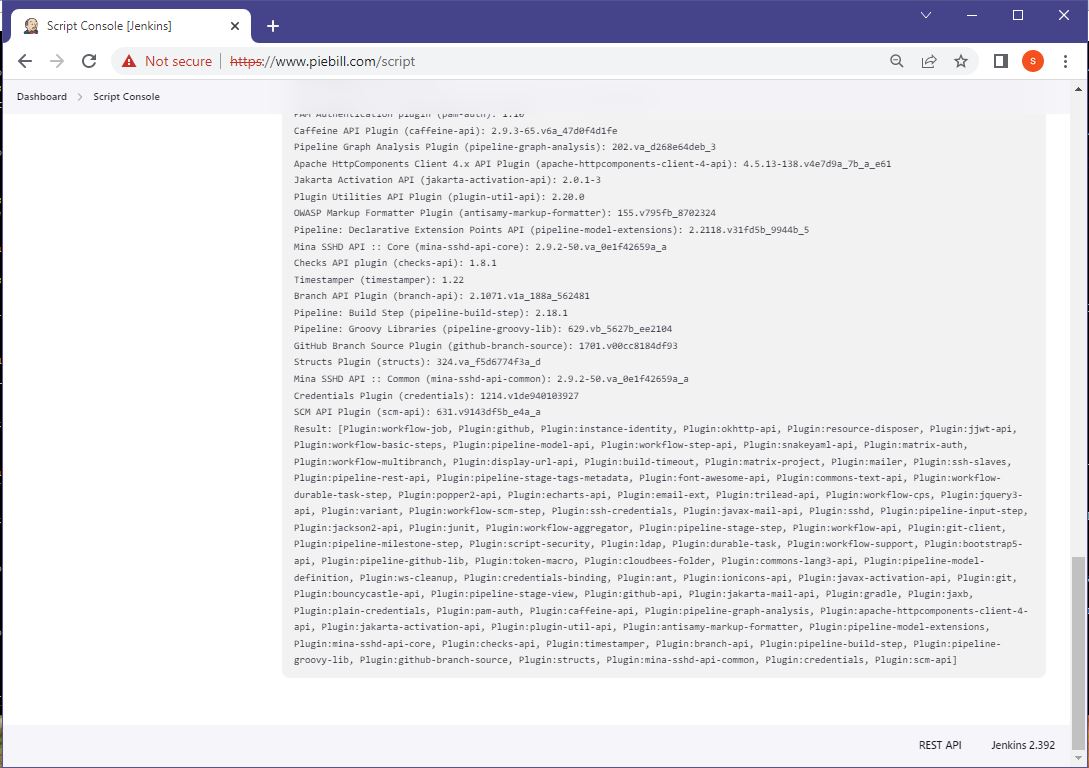 Script Console [Jenkins]
Not secure | https://www.piebill.com/script
S
Dashboard > Script Console
PAM Authentication plugin (pam-auth): 1.10
Caffeine API Plugin (caffeine-api): 2.9.3-65.v6a_47d0f4d1fe
Pipeline Graph Analysis Plugin (pipeline-graph-analysis): 202.va_d268e64deb_3
Apache HttpComponents Client 4.x API Plugin (apache-httpcomponents-client-4-api): 4.5.13-138.v4e7d9a_7b_a_e61
Jakarta Activation API (jakarta-activation-api): 2.0.1-3
Plugin Utilities API Plugin (plugin-util-api): 2.20.0
OWASP Markup Formatter Plugin (antisamy-markup-formatter): 155.v795fb_8702324
Pipeline: Declarative Extension Points API (pipeline-model-extensions): 2.2118.v31fd5b_9944b_5
Mina SSHD API :: Core (mina-sshd-api-core): 2.9.2-50.va_0e1f42659a_a
Checks API plugin (checks-api): 1.8.1
Timestamper (timestamper): 1.22
Branch API Plugin (branch-api): 2.1071.v1a_188a_562481
Pipeline: Build Step (pipeline-build-step): 2.18.1
Pipeline: Groovy Libraries (pipeline-groovy-lib): 629.vb_5627b_ee2104
GitHub Branch Source Plugin (github-branch-source): 1701.v00cc8184df93
Structs Plugin (structs): 324.va_f5d6774f3a_d
Mina SSHD API :: Common (mina-sshd-api-common): 2.9.2-50.va_0e1f42659a_a
Credentials Plugin (credentials): 1214.v1de940103927
SCM API Plugin (scm-api): 631.v9143df5b_e4a_a
Result: [Plugin:workflow-job, Plugin:github, Plugin:instance-identity, Plugin:okhttp-api, Plugin:resource-disposer, Plugin:jjwt-api,
Plugin:workflow-basic-steps, Plugin:pipeline-model-api, Plugin:workflow-step-api, Plugin:snakeyaml-api, Plugin:matrix-auth,
Plugin:workflow-multibranch, Plugin:display-url-api, Plugin:build-timeout, Plugin:matrix-project, Plugin:mailer, Plugin:ssh-slaves,
Plugin:pipeline-rest-api, Plugin:pipeline-stage-tags-metadata, Plugin:font-awesome-api, Plugin:commons-text-api, Plugin:workflow-
durable-task-step, Plugin:popper2-api, Plugin:echarts-api, Plugin:email-ext, Plugin:trilead-api, Plugin:workflow-cps, Plugin:jquery3-
api, Plugin:variant, Plugin:workflow-scm-step, Plugin:ssh-credentials, Plugin:javax-mail-api, Plugin:sshd, Plugin:pipeline-input-step,
Plugin:jackson2-api, Plugin:junit, Plugin:workflow-aggregator, Plugin:pipeline-stage-step, Plugin:workflow-api, Plugin:git-client,
Plugin:pipeline-milestone-step, Plugin:script-security, Plugin:ldap, Plugin:durable-task, Plugin:workflow-support, Plugin:bootstrap5-
api, Plugin:pipeline-github-lib, Plugin:token-macro, Plugin:cloudbees-folder, Plugin:commons-lang3-api, Plugin:pipeline-model-
definition, Plugin:ws-cleanup, Plugin:credentials-binding, Plugin:ant, Plugin:ionicons-api, Plugin:javax-activation-api, Plugin:git,
Plugin:bouncycastle-api, Plugin:pipeline-stage-view, Plugin:github-api, Plugin:jakarta-mail-api, Plugin:gradle, Plugin:jaxb,
Plugin:plain-credentials, Plugin:pam-auth, Plugin:caffeine-api, Plugin:pipeline-graph-analysis, Plugin:apache-httpcomponents-client-4-
api, Plugin:jakarta-activation-api, Plugin:plugin-util-api, Plugin:antisamy-markup-formatter, Plugin:pipeline-model-extensions,
Plugin:mina-sshd-api-core, Plugin:checks-api, Plugin:timestamper, Plugin:branch-api, Plugin:pipeline-build-step, Plugin:pipeline-
groovy-lib, Plugin:github-branch-source, Plugin:structs, Plugin:mina-sshd-api-common, Plugin:credentials, Plugin:scm-api]
REST API Jenkins 2.392